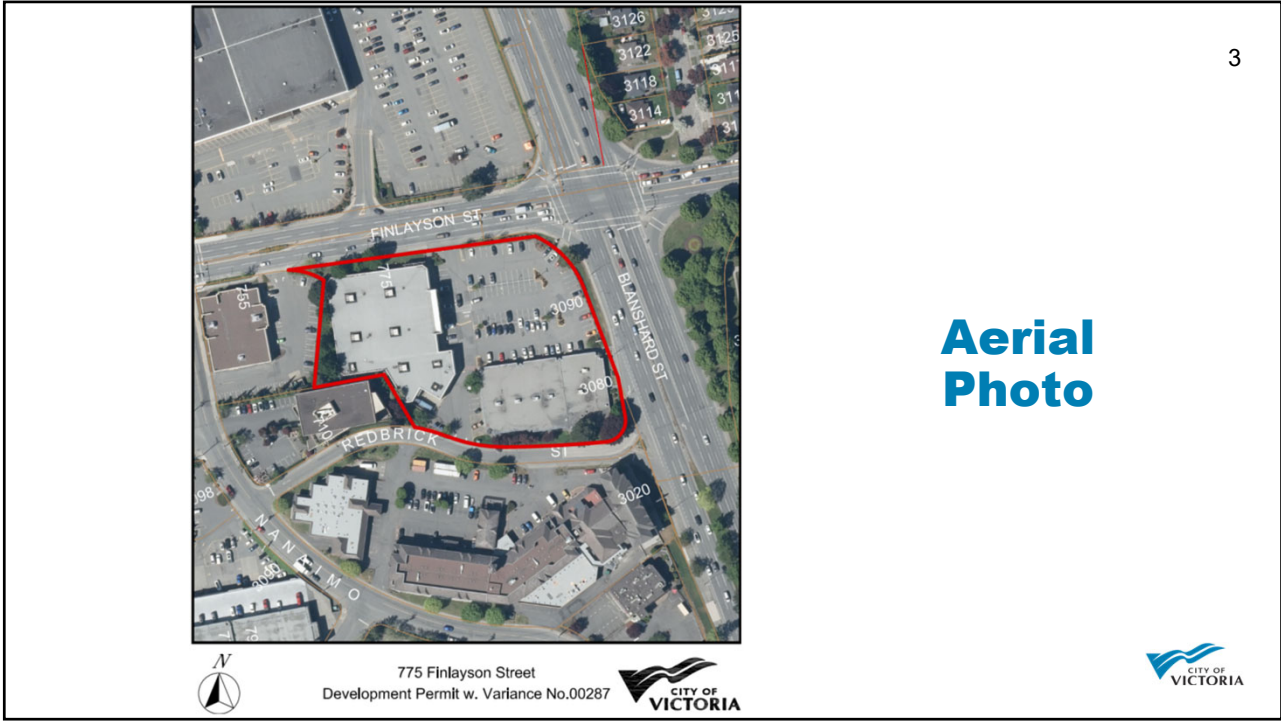 3
3126
3122
3125
3118
3114
FINLAYSON ST
775
755
3090
BLANSHARD ST
3080
REDBRICK
ST
3020
NANAIMO
3090
Aerial
Photo
N
775 Finlayson Street
Development Permit w. Variance No.00287
CITY OF
VICTORIA
CITY OF
VICTORIA